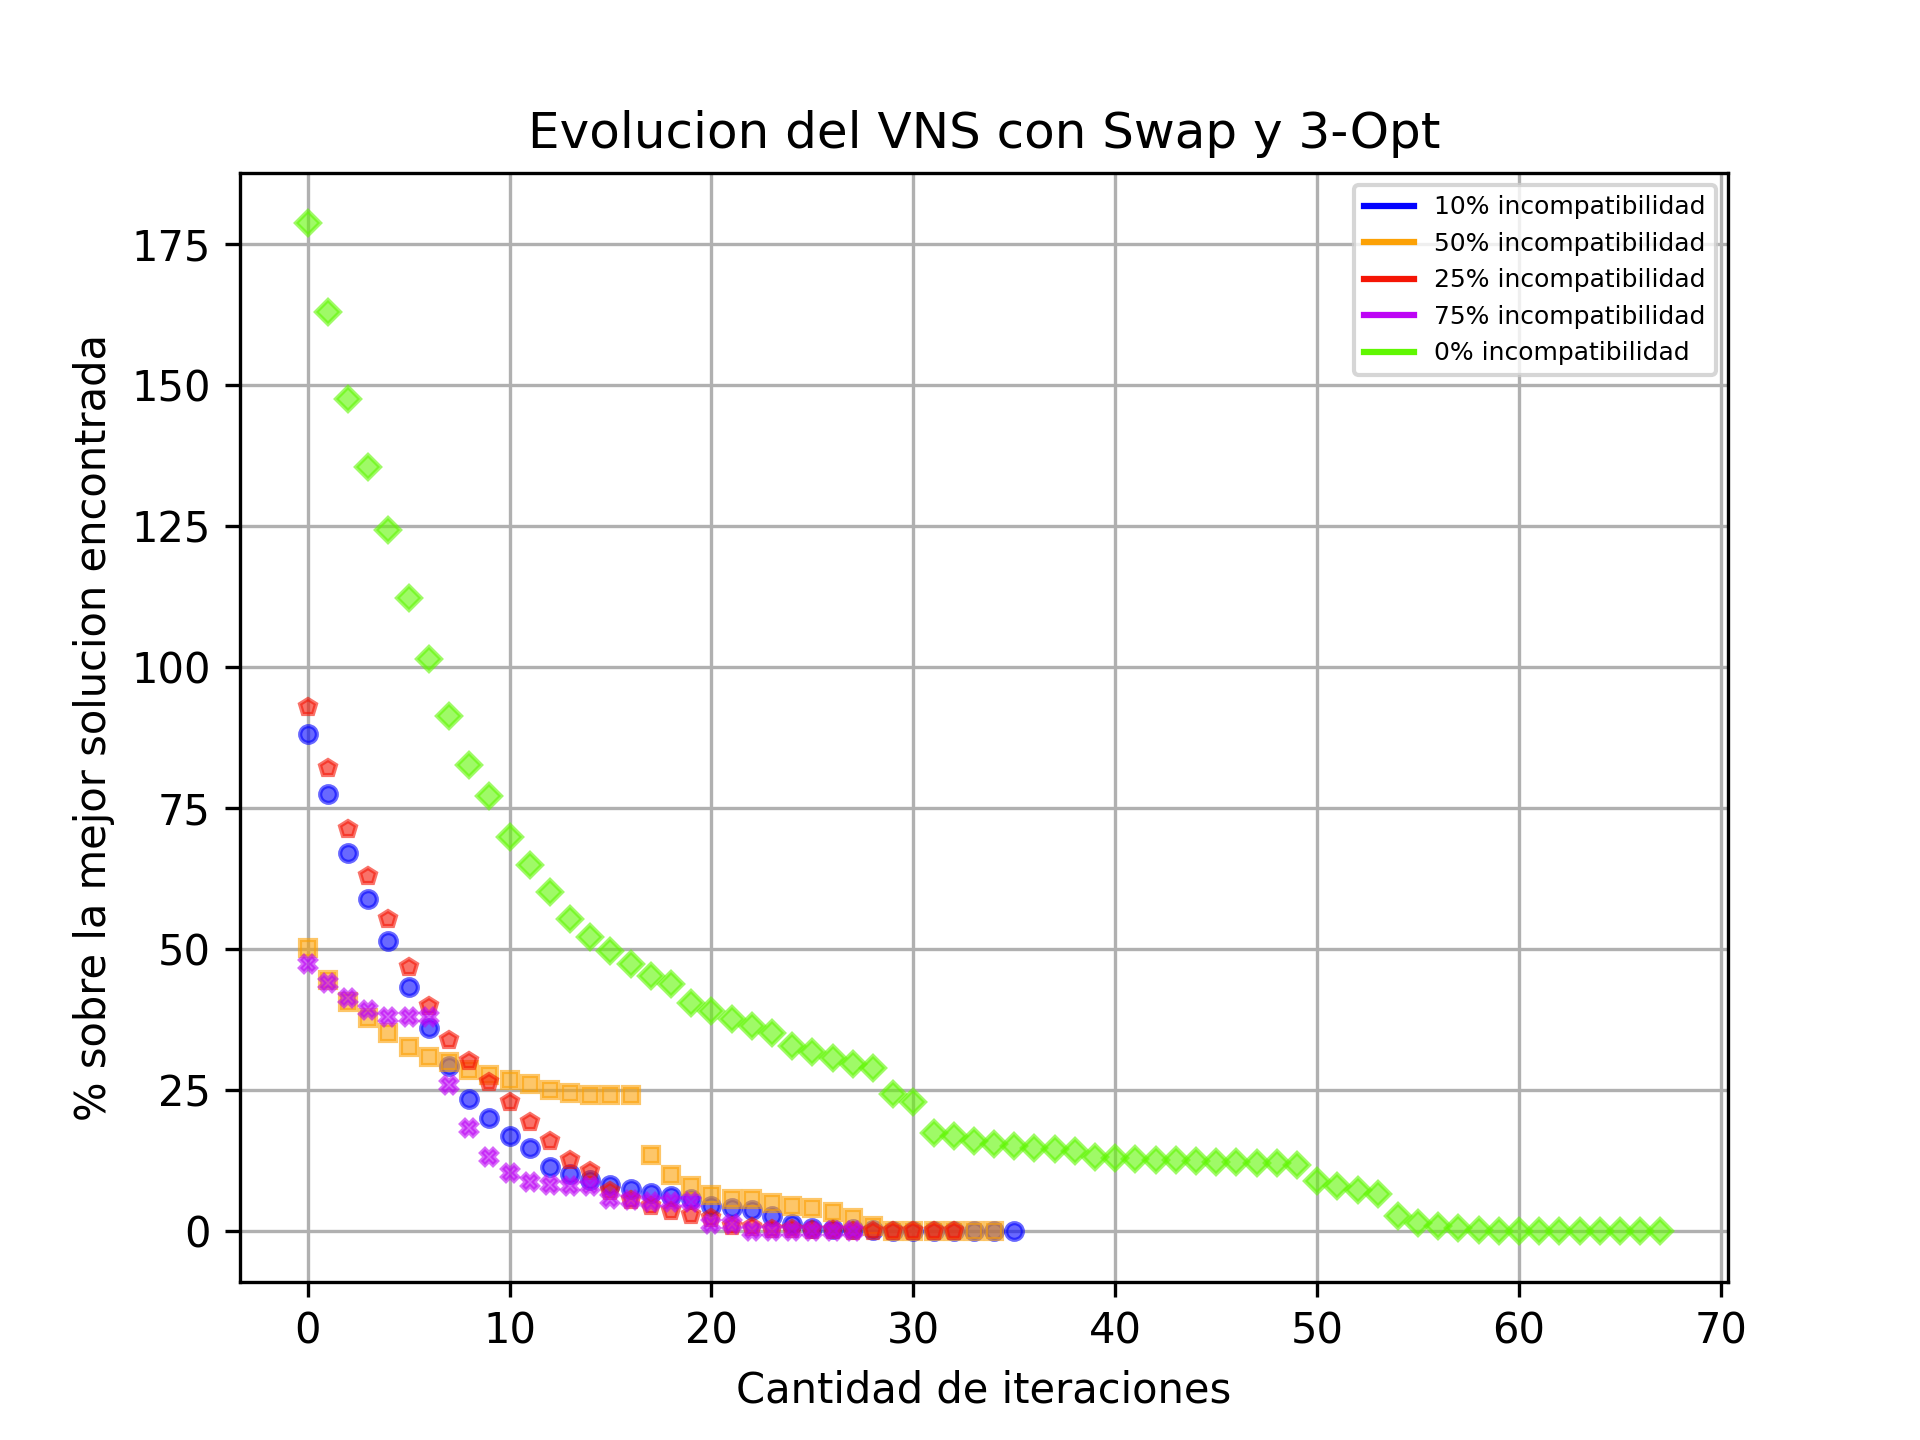 Evolucion del VNS con Swap y 3-Opt
10% incompatibilidad
50% incompatibilidad
25% incompatibilidad
75% incompatibilidad
0% incompatibilidad
% sobre la mejor solucion encontrada
175
150
125
100
75
50
25
0
0 10 20 30 40 50 60 70
Cantidad de iteraciones